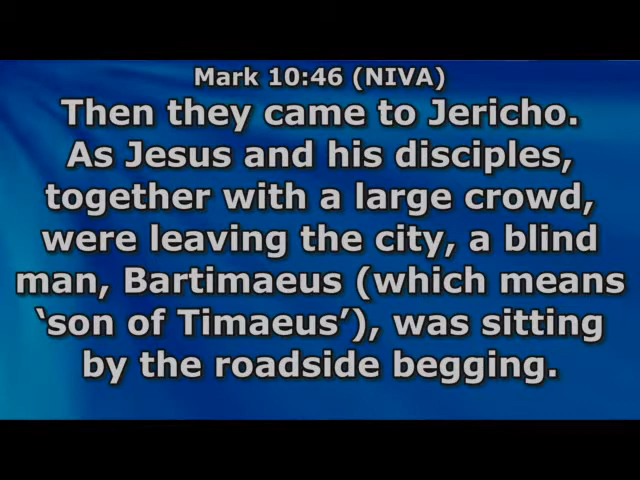 Mark 10:46 (NIVA)
Then they came to Jericho.
As Jesus and his disciples,
together with a large crowd,
were leaving the city, a blind
man, Bartimaeus (which means
‘son of Timaeus’), was sitting
by the roadside begging.